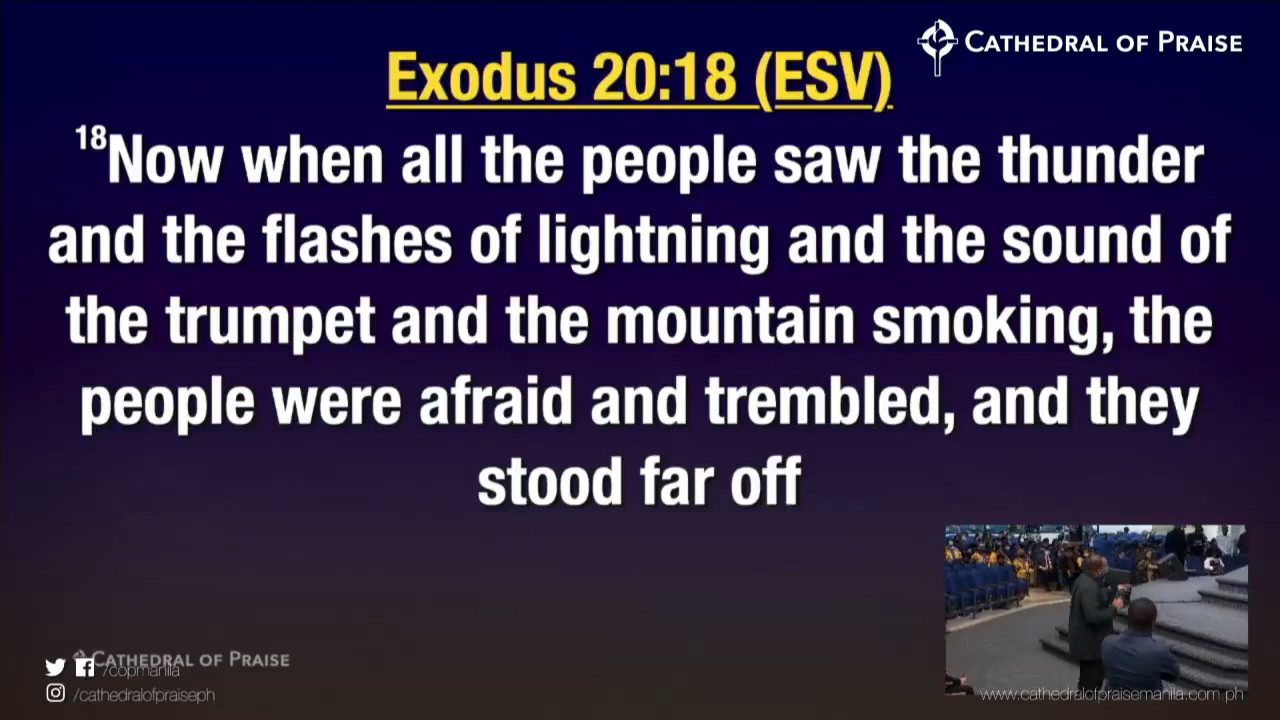 CATHEDRAL OF PRAISE
Exodus 20:18 (ESV)
18Now when all the people saw the thunder
and the flashes of lightning and the sound of
the trumpet and the mountain smoking, the
people were afraid and trembled, and they
stood far off
CATHEDRAL OF PRAISE
/copmanila
/cathedralofpraiseph
www.cathedralofpraisemanila.com.ph